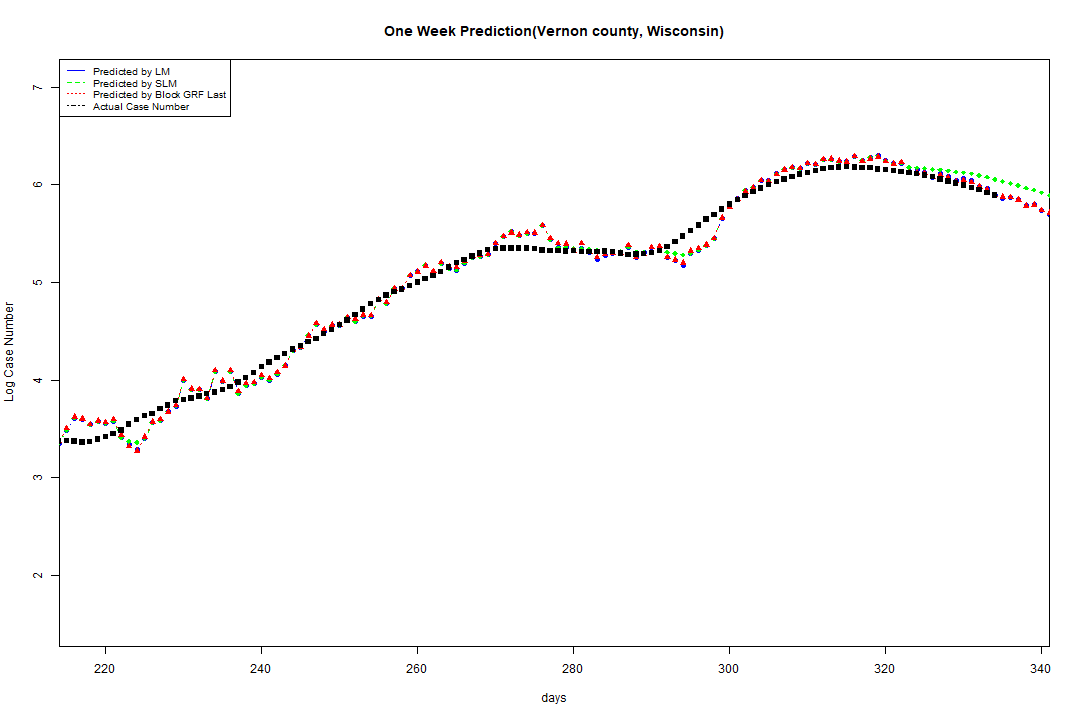 One Week Prediction(Vernon county, Wisconsin)
Predicted by LM
Predicted by SLM
Predicted by Block GRF Last
Actual Case Number
Log Case Number
7
6
5
4
3
2
220 240 260 280 300 320 340
days